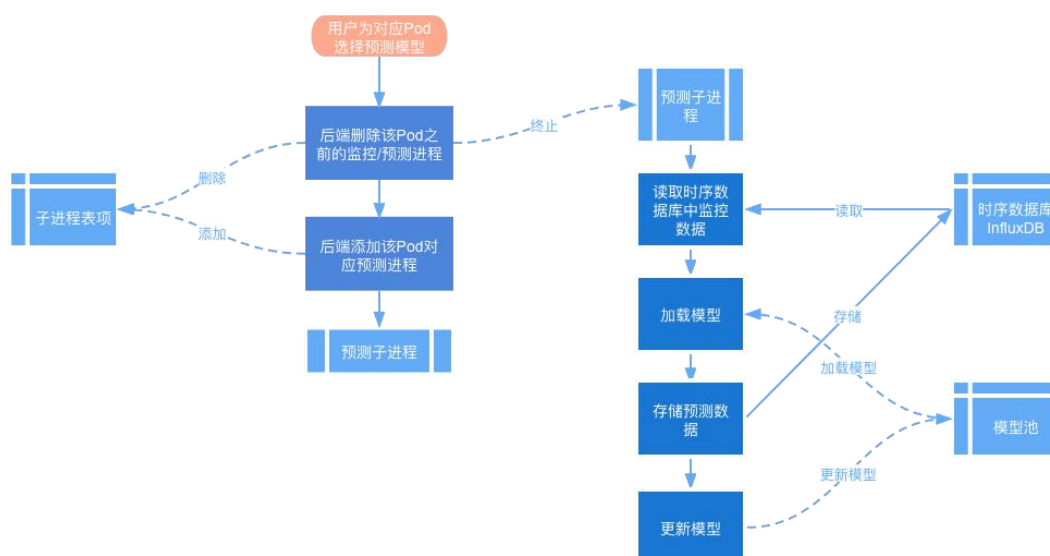 用户为对应Pod
选择预测模型
后端删除该Pod之
前的监控/预测进程
删除
终止
子进程表项
添加
后端添加该Pod对
应预测进程
预测子进程
预测子进
程
读取时序数
据库中监控
数据
读取
时序数据库
InfluxDB
加载模型
存储
加载模型
存储预测数
据
模型池
更新模型
更新模型